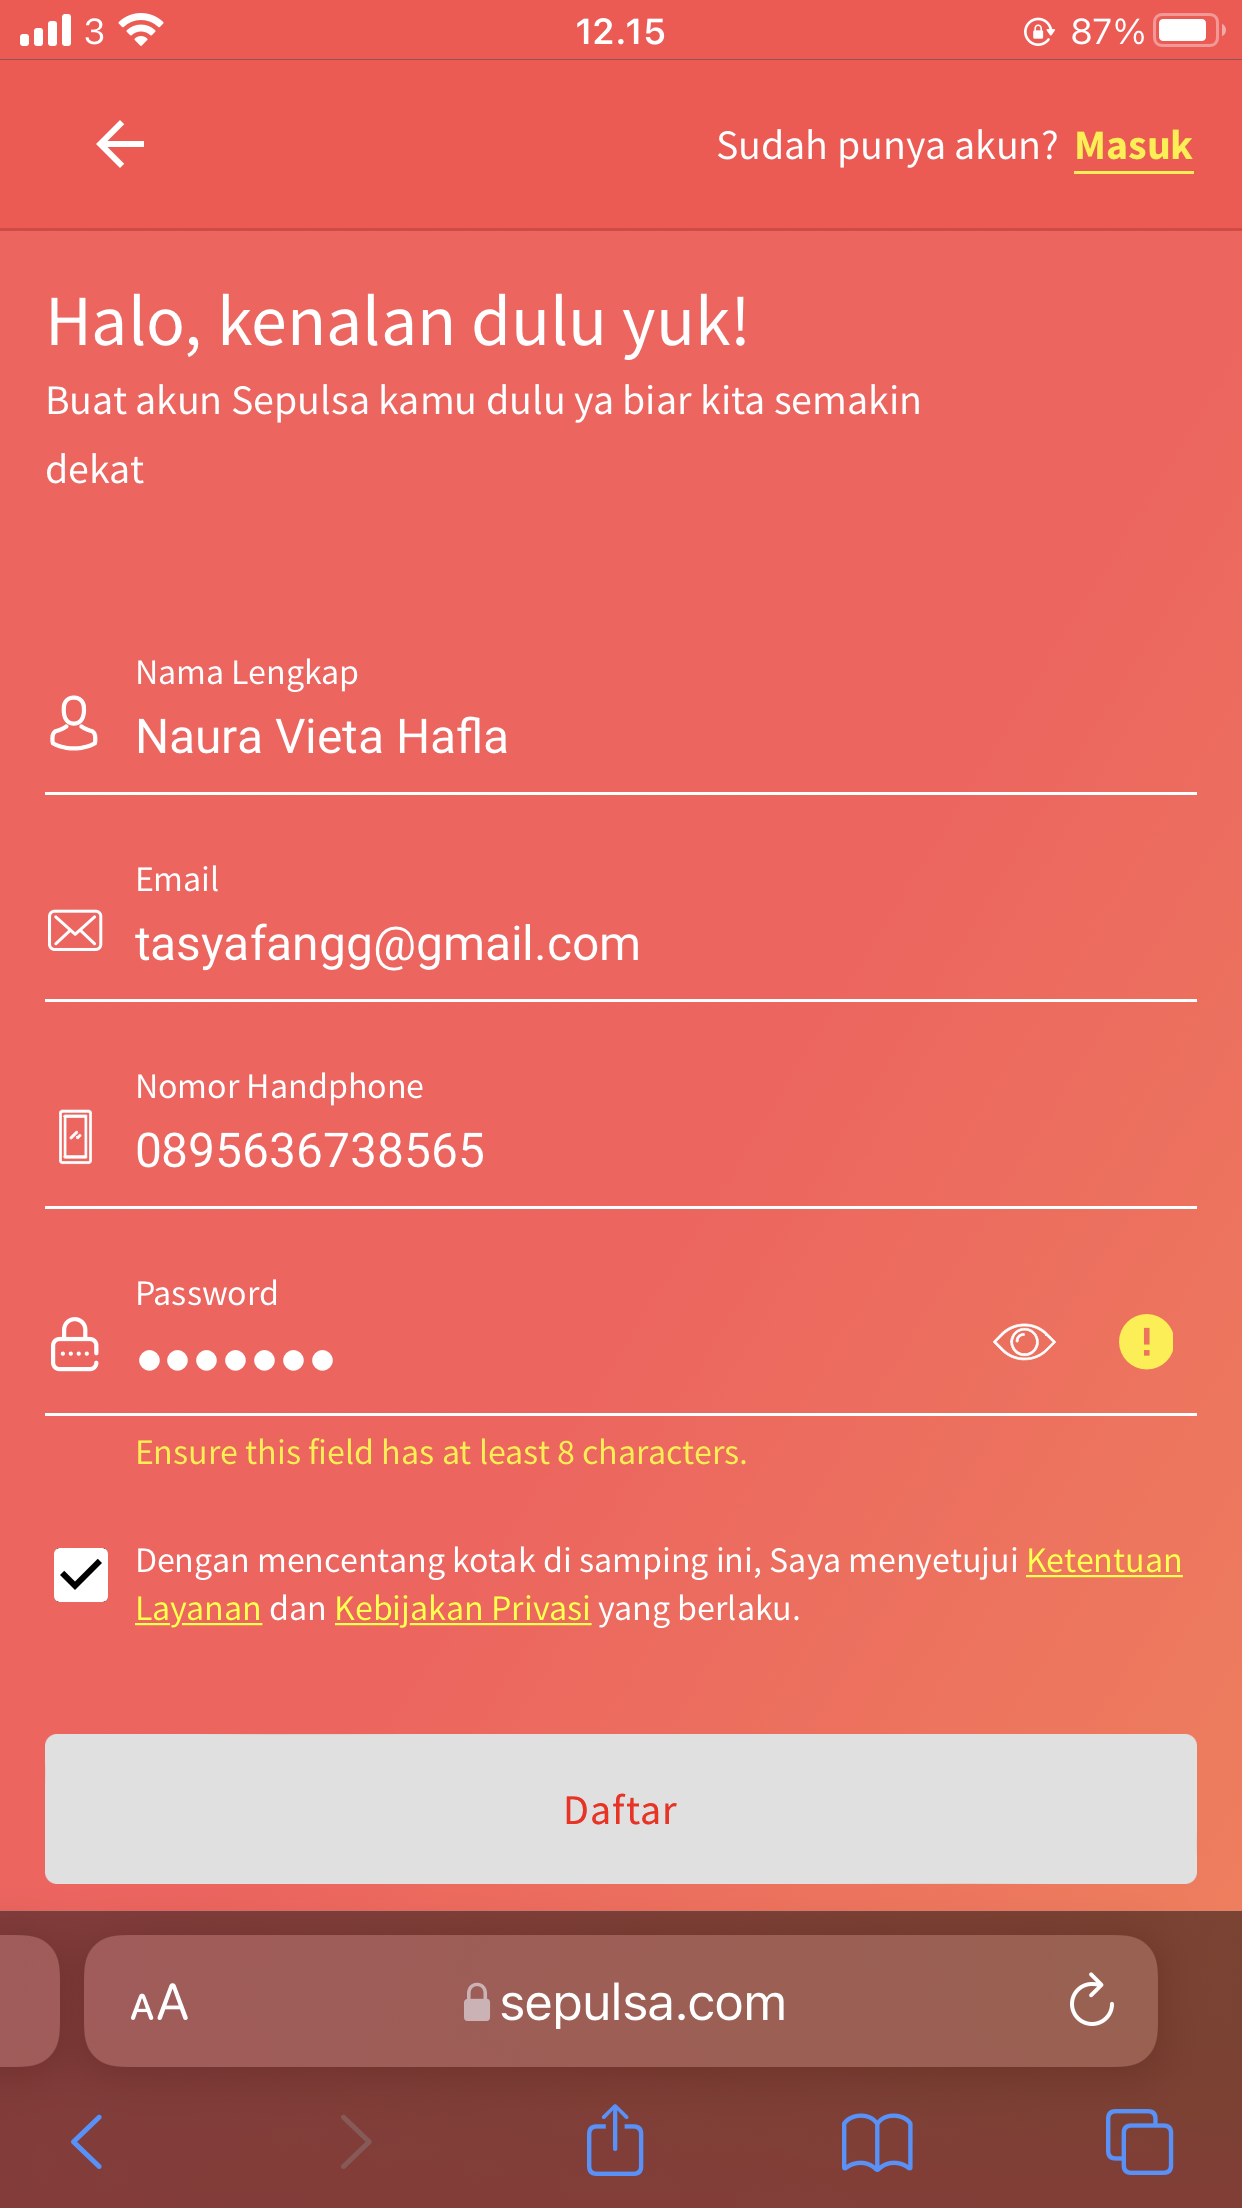 3
12.15
87%
Sudah punya akun? Masuk
Halo, kenalan dulu yuk!
Buat akun Sepulsa kamu dulu ya biar kita semakin
dekat
Nama Lengkap
Naura Vieta Hafla
Email
tasyafangg@gmail.com
Nomor Handphone
0895636738565
Password
•••••••
Ensure this field has at least 8 characters.
Dengan mencentang kotak di samping ini, Saya menyetujui Ketentuan
Layanan dan Kebijakan Privasi yang berlaku.
Daftar
AA
sepulsa.com